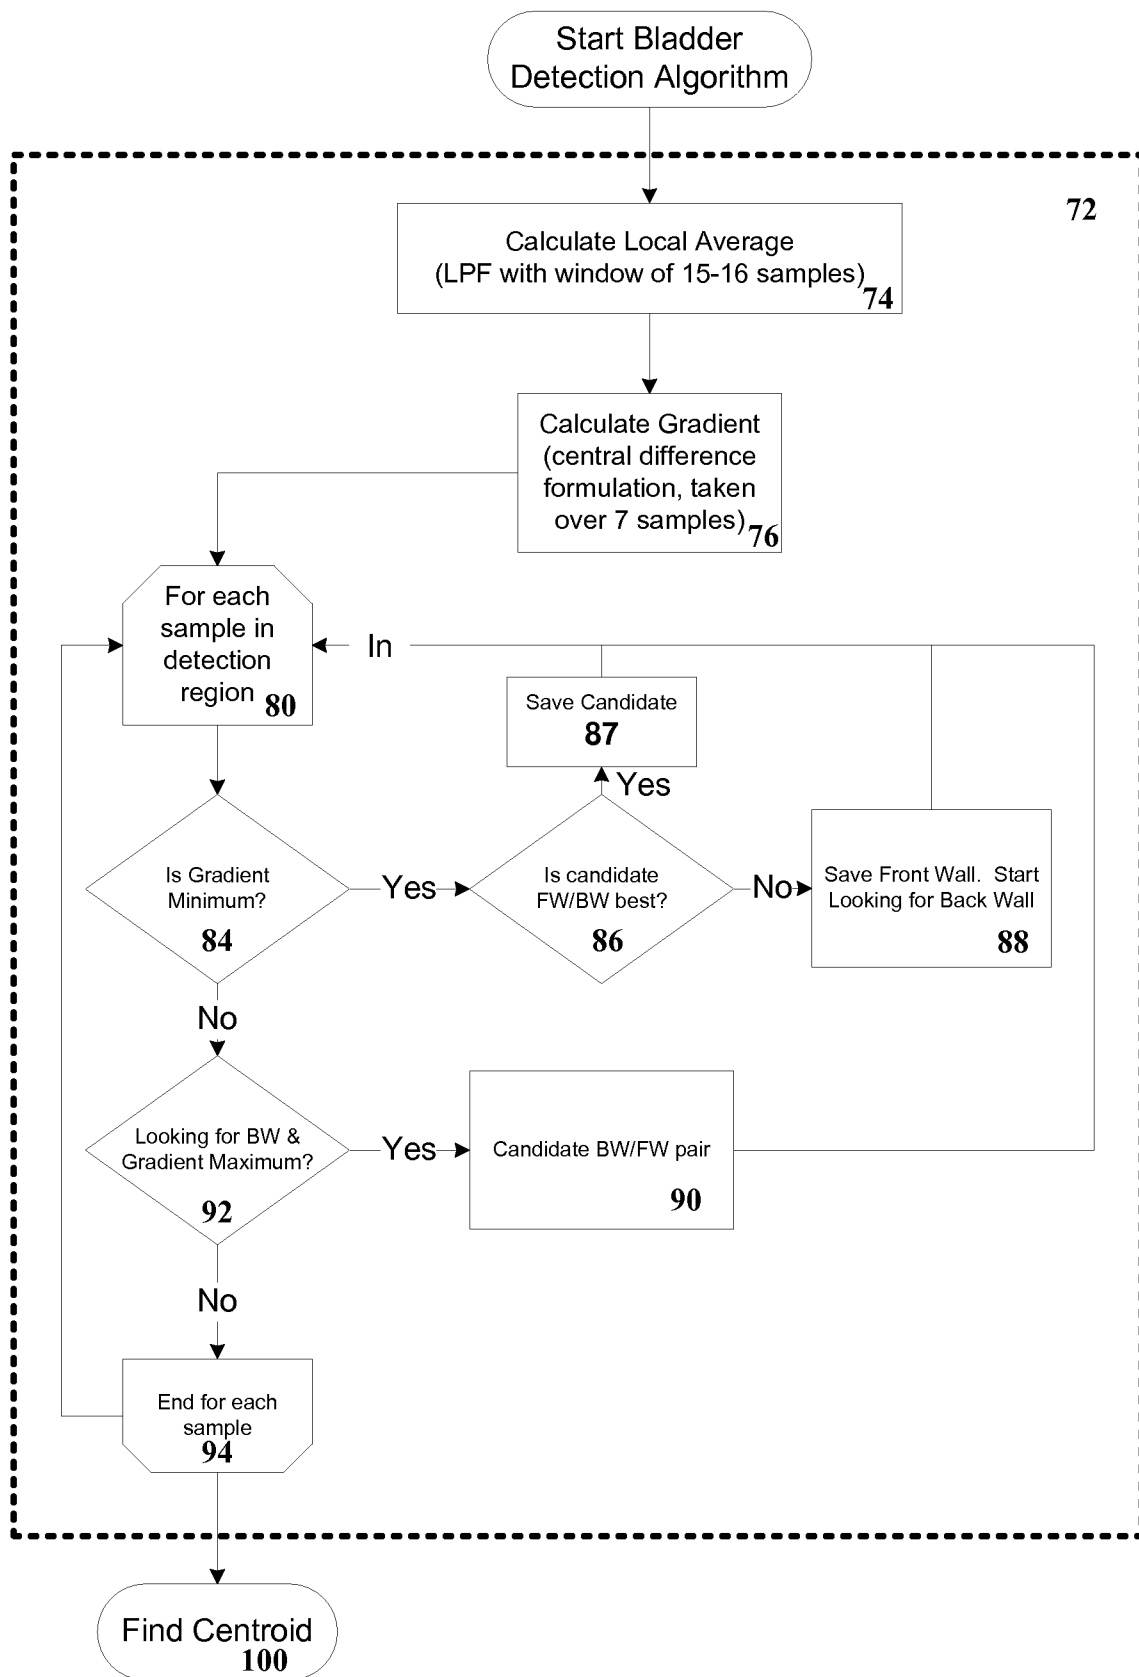 Start Bladder
Detection Algorithm
72
Calculate Local Average
(LPF with window of 15-16 samples)
74
Calculate Gradient
(central difference
formulation, taken
over 7 samples)
76
For each
sample in
detection
region
80
In
Save Candidate
87
Yes
Is Gradient
Minimum?
84
Yes
Is candidate
FW/BW best?
86
No
Save Front Wall.  Start
Looking for Back Wall
88
No
Looking for BW &
Gradient Maximum?
92
Yes
Candidate BW/FW pair
90
No
End for each
sample
94
Find Centroid
100